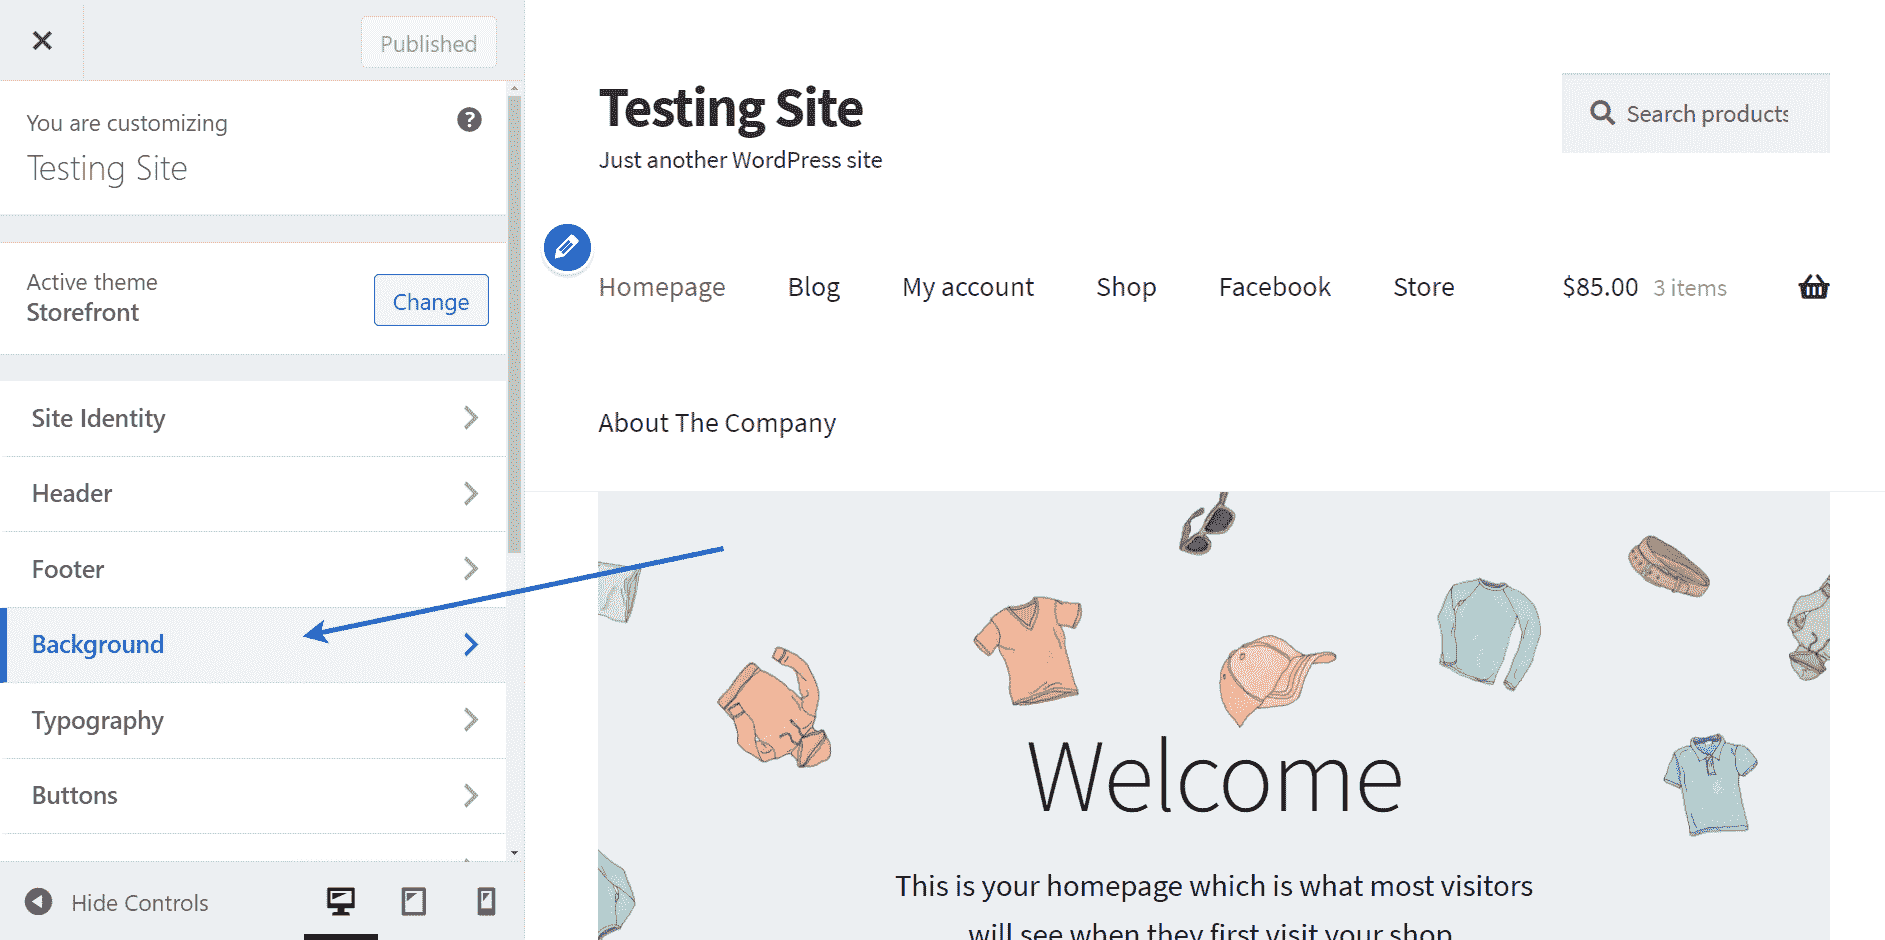 Published
You are customizing
Testing Site
Active theme
Storefront
Change
Site Identity
Header
Footer
Background
Typography
Buttons
Hide Controls
Testing Site
Just another WordPress site
Search products
Homepage Blog My account Shop Facebook Store $85.00 3 items
About The Company
Welcome
This is your homepage which is what most visitors
will see when they first visit your shop.